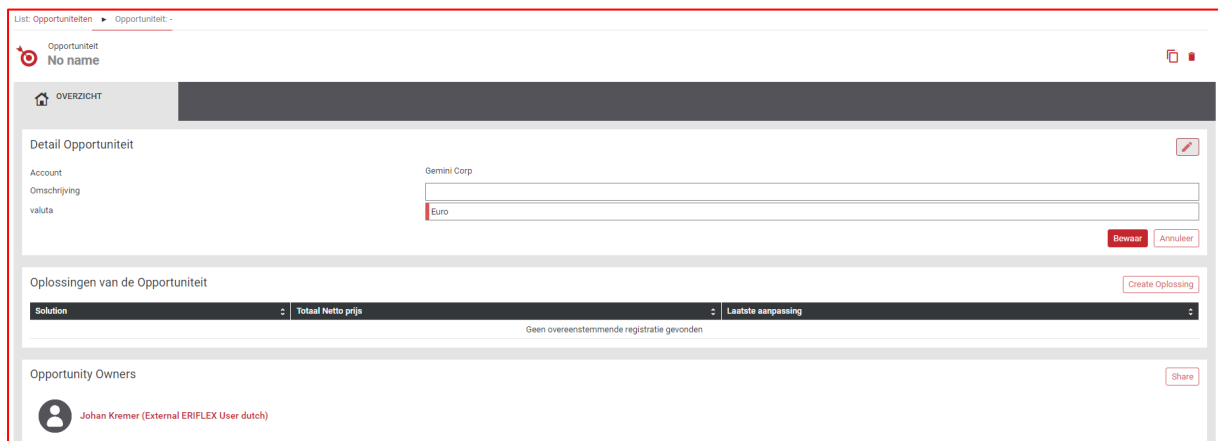 List: Opportuniteiten ► Opportuniteit: -
Opportuniteit
No name
OVERZICHT
Detail Opportuniteit
Account Gemini Corp
Omschrijving
valuta Euro
Bewaar Annuleer
Oplossingen van de Opportuniteit Create Oplossing
Solution Totaal Netto prijs Laatste aanpassing
Geen overeenstemmende registratie gevonden
Opportunity Owners Share
Johan Kremer (External ERIFLEX User dutch)